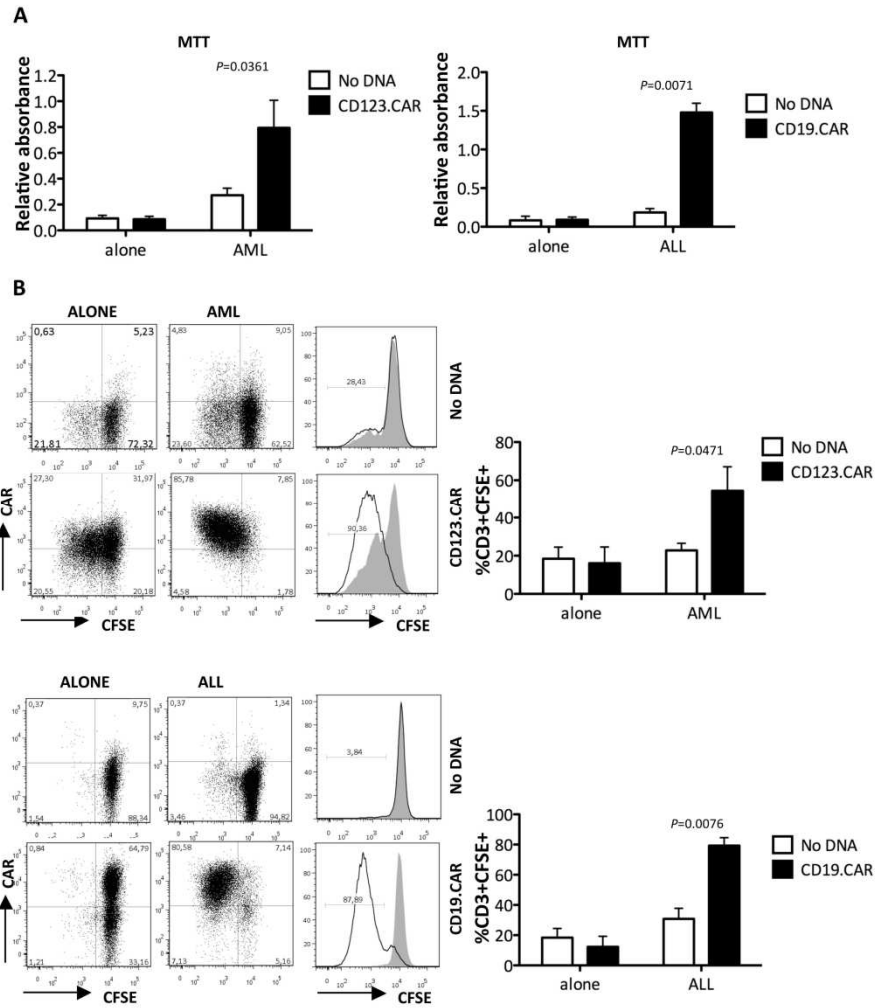 A
MTT
P=0.0361
No DNA
CD123.CAR
Relative absorbance
1.2
1.0
0.8
0.6
0.4
0.2
0.0
alone AML
MTT
P=0.0071
No DNA
CD19.CAR
Relative absorbance
2.0
1.5
1.0
0.5
0.0
alone ALL
B
ALONE AML
0,63 5,23
21,81 72,32
4,83 9,05
23,60 62,52
28,43
No DNA
27,30 31,97
20,55 20,18
85,78 7,85
4,58 1,78
90,36
CD123.CAR
CAR
CFSE CFSE
%CD3+CFSE+
80
60
40
20
0
P=0.0471
No DNA
CD123.CAR
alone AML
ALONE ALL
0,37 9,75
1,54 88,34
0,37 1,34
3,46 94,82
3,84
No DNA
0,84 64,79
1,21 33,16
80,58 7,14
7,13 5,16
87,89
CD19.CAR
CAR
CFSE CFSE
%CD3+CFSE+
100
80
60
40
20
0
P=0.0076
No DNA
CD19.CAR
alone ALL